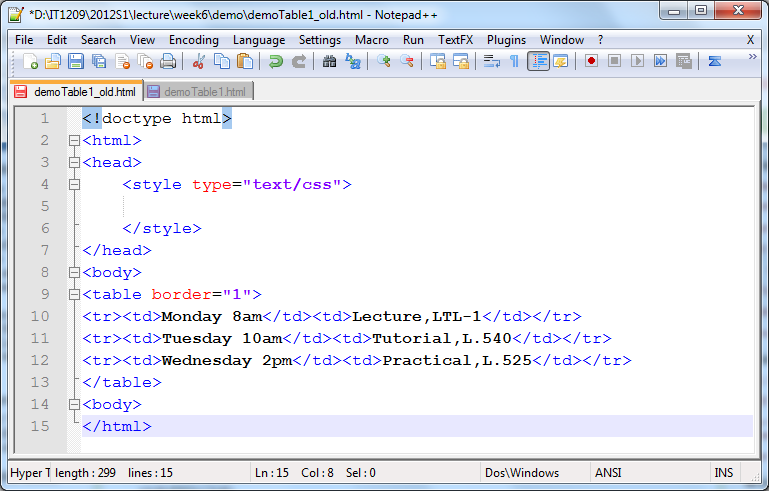 *D:\IT1209\2012S1\lecture\week6\demo\demoTable1_old.html - Notepad++
File Edit Search View Encoding Language Settings Macro Run TextFX Plugins Window ? X
demoTable1_old.html demoTable1.html
1 <!doctype html>
2 <html>
3 <head>
4     <style type="text/css">
5
6     </style>
7 </head>
8 <body>
9 <table border="1">
10 <tr><td>Monday 8am</td><td>Lecture,LTL-1</td></tr>
11 <tr><td>Tuesday 10am</td><td>Tutorial,L.540</td></tr>
12 <tr><td>Wednesday 2pm</td><td>Practical,L.525</td></tr>
13 </table>
14 <body>
15 </html>
Hyper T length : 299 lines : 15 Ln : 15 Col : 8 Sel : 0 Dos\Windows ANSI INS